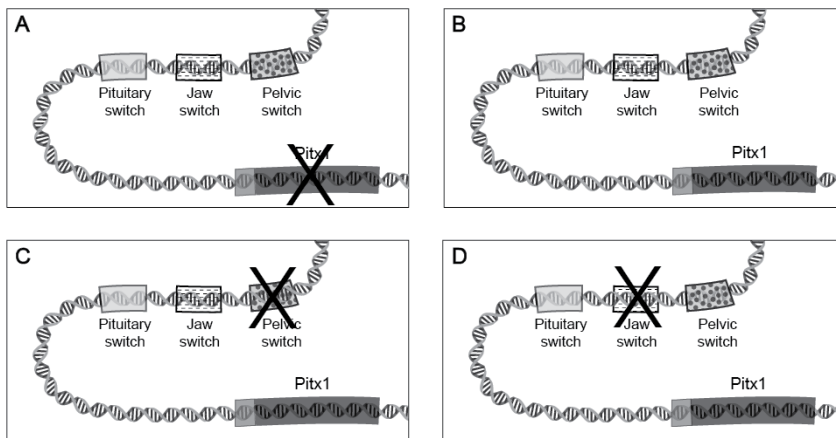 A
Pituitary switch
Jaw switch
Pelvic switch
Pitx1
B
Pituitary switch
Jaw switch
Pelvic switch
Pitx1
C
Pituitary switch
Jaw switch
Pelvic switch
Pitx1
D
Pituitary switch
Jaw switch
Pelvic switch
Pitx1